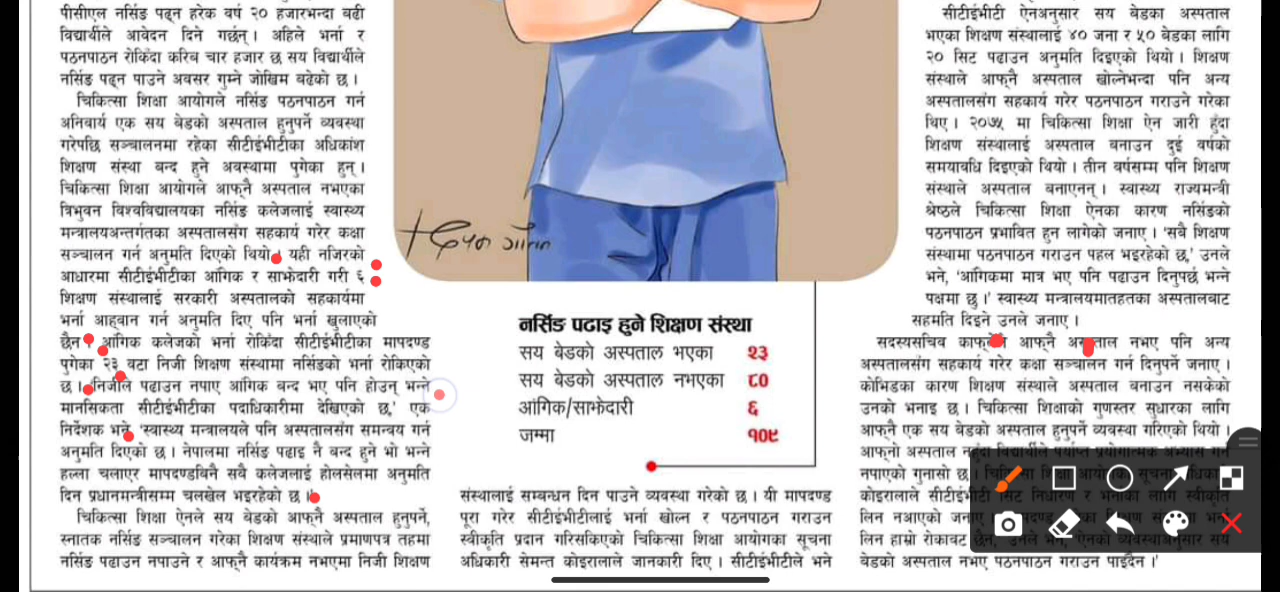 पीसीएल नर्सिङ पढ्न हरेक वर्ष २० हजारभन्दा बढी
विद्यार्थीले आवेदन दिने गर्छन् । अहिले भर्ना र
पठनपाठन रोकिँदा करिब चार हजार छ सय विद्यार्थीले
नर्सिङ पढ्न पाउने अवसर गुम्ने जोखिम बढेको छ ।
चिकित्सा शिक्षा आयोगले नर्सिङ पठनपाठन गर्न
अनिवार्य एक सय बेडको अस्पताल हुनुपर्ने व्यवस्था
गरेपछि सञ्चालनमा रहेका सीटीईभीटीका अधिकांश
शिक्षण संस्था बन्द हुने अवस्थामा पुगेका हुन् ।
चिकित्सा शिक्षा आयोगले आफ्नै अस्पताल नभएका
त्रिभुवन विश्वविद्यालयका नर्सिङ कलेजलाई स्वास्थ्य
मन्त्रालयअन्तर्गतका अस्पतालसंग सहकार्य गरेर कक्षा
सञ्चालन गर्न अनुमति दिएको थियो । यही नजिरको
आधारमा सीटीईभीटीका आंगिक र साझेदारी गरी ६
शिक्षण संस्थालाई सरकारी अस्पतालको सहकार्यमा
भर्ना आह्वान गर्न अनुमति दिए पनि भर्ना खुलाएको
छैन । आंगिक कलेजको भर्ना रोकिँदा सीटीईभीटीका मापदण्ड
पुगेका २३ वटा निजी शिक्षण संस्थामा नर्सिङको भर्ना रोकिएको
छ । ‘निजीले पढाउन नपाए आंगिक बन्द भए पनि होउन् भन्ने
मानसिकता सीटीईभीटीका पदाधिकारीमा देखिएको छ,’ एक
निर्देशक भने, ‘स्वास्थ्य मन्त्रालयले पनि अस्पतालसंग समन्वय गर्न
अनुमति दिएको छ । नेपालमा नर्सिङ पढाइ नै बन्द हुने भो भन्ने
हल्ला चलाएर मापदण्डबिनै सबै कलेजलाई होलसेलमा अनुमति
दिन प्रधानमन्त्रीसम्म चलखेल भइरहेको छ ।’
चिकित्सा शिक्षा ऐनले सय बेडको आफ्नै अस्पताल हुनुपर्ने,
स्नातक नर्सिङ सञ्चालन गरेका शिक्षण संस्थाले प्रमाणपत्र तहमा
नर्सिङ पढाउन नपाउने र आफ्नै कार्यक्रम नभएमा निजी शिक्षण
नर्सिङ पढाइ हुने शिक्षण संस्था
सय बेडको अस्पताल भएका २३
सय बेडको अस्पताल नभएका ८०
आंगिक/साझेदारी ६
जम्मा १०९
संस्थालाई सम्बन्धन दिन पाउने व्यवस्था गरेको छ । यी मापदण्ड
पूरा गरेर सीटीईभीटीलाई भर्ना खोल्न र पठनपाठन गराउन
स्वीकृति प्रदान गरिसकिएको चिकित्सा शिक्षा आयोगका सूचना
अधिकारी सेमन्त कोइरालाले जानकारी दिए । सीटीईभीटीले भने
सीटीईभीटी ऐनअनुसार सय बेडका अस्पताल
भएका शिक्षण संस्थालाई ४० जना र ५० बेडका लागि
२० सिट पढाउन अनुमति दिइएको थियो । शिक्षण
संस्थाले आफ्नै अस्पताल खोल्नेभन्दा पनि अन्य
अस्पतालसंग सहकार्य गरेर पठनपाठन गराउने गरेका
थिए । २०७५ मा चिकित्सा शिक्षा ऐन जारी हुँदा
शिक्षण संस्थालाई अस्पताल बनाउन दुई वर्षको
समयावधि दिइएको थियो । तीन वर्षसम्म पनि शिक्षण
संस्थाले अस्पताल बनाएनन् । स्वास्थ्य राज्यमन्त्री
श्रेष्ठले चिकित्सा शिक्षा ऐनका कारण नर्सिङको
पठनपाठन प्रभावित हुन लागेको जनाए । ‘सबै शिक्षण
संस्थामा पठनपाठन गराउन पहल भइरहेको छ,’ उनले
भने, ‘आंगिकमा मात्र भए पनि पढाउन दिनुपर्छ भन्ने
पक्षमा छु ।’ स्वास्थ्य मन्त्रालयमातहतका अस्पतालबाट
सहमति दिइने उनले जनाए ।
सदस्यसचिव आफ्नै अस्पताल नभए पनि अन्य
अस्पतालसंग सहकार्य गरेर कक्षा सञ्चालन गर्न दिनुपर्ने जनाए ।
कोभिडका कारण शिक्षण संस्थाले अस्पताल बनाउन नसकेको
उनको भनाइ छ । चिकित्सा शिक्षाको गुणस्तर सुधारका लागि
आफ्नै एक सय बेडको अस्पताल हुनुपर्ने व्यवस्था गरिएको थियो ।
आफ्नो अस्पताल नहुँदा विद्यार्थीले पर्याप्त प्रयोगात्मक अभ्यास गर्न
नपाएको गुनासो छ । चिकित्सा शिक्षा आयोगका सूचना
कोइरालाले सीटीईभीटी सिट निर्धारण र भर्नाका लागि स्वीकृति
लिन नआएको
लिन हाम्रो रोकावट छैन, उनले भने, ‘ऐनको व्यवस्थाअनुसार सय
बेडको अस्पताल नभए पठनपाठन गराउन पाइँदैन ।’